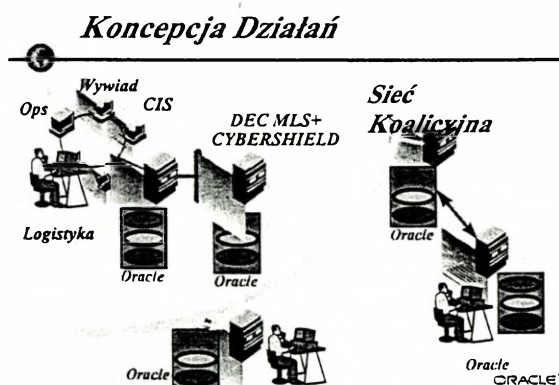 Koncepcja Działań
Wywiad
Ops
CIS
DEC MLS+
CYBERSHIELD
Logistyka
Oracle
Oracle
Oracle
Sieć
Koalicyjna
Oracle
Oracle
ORACLE